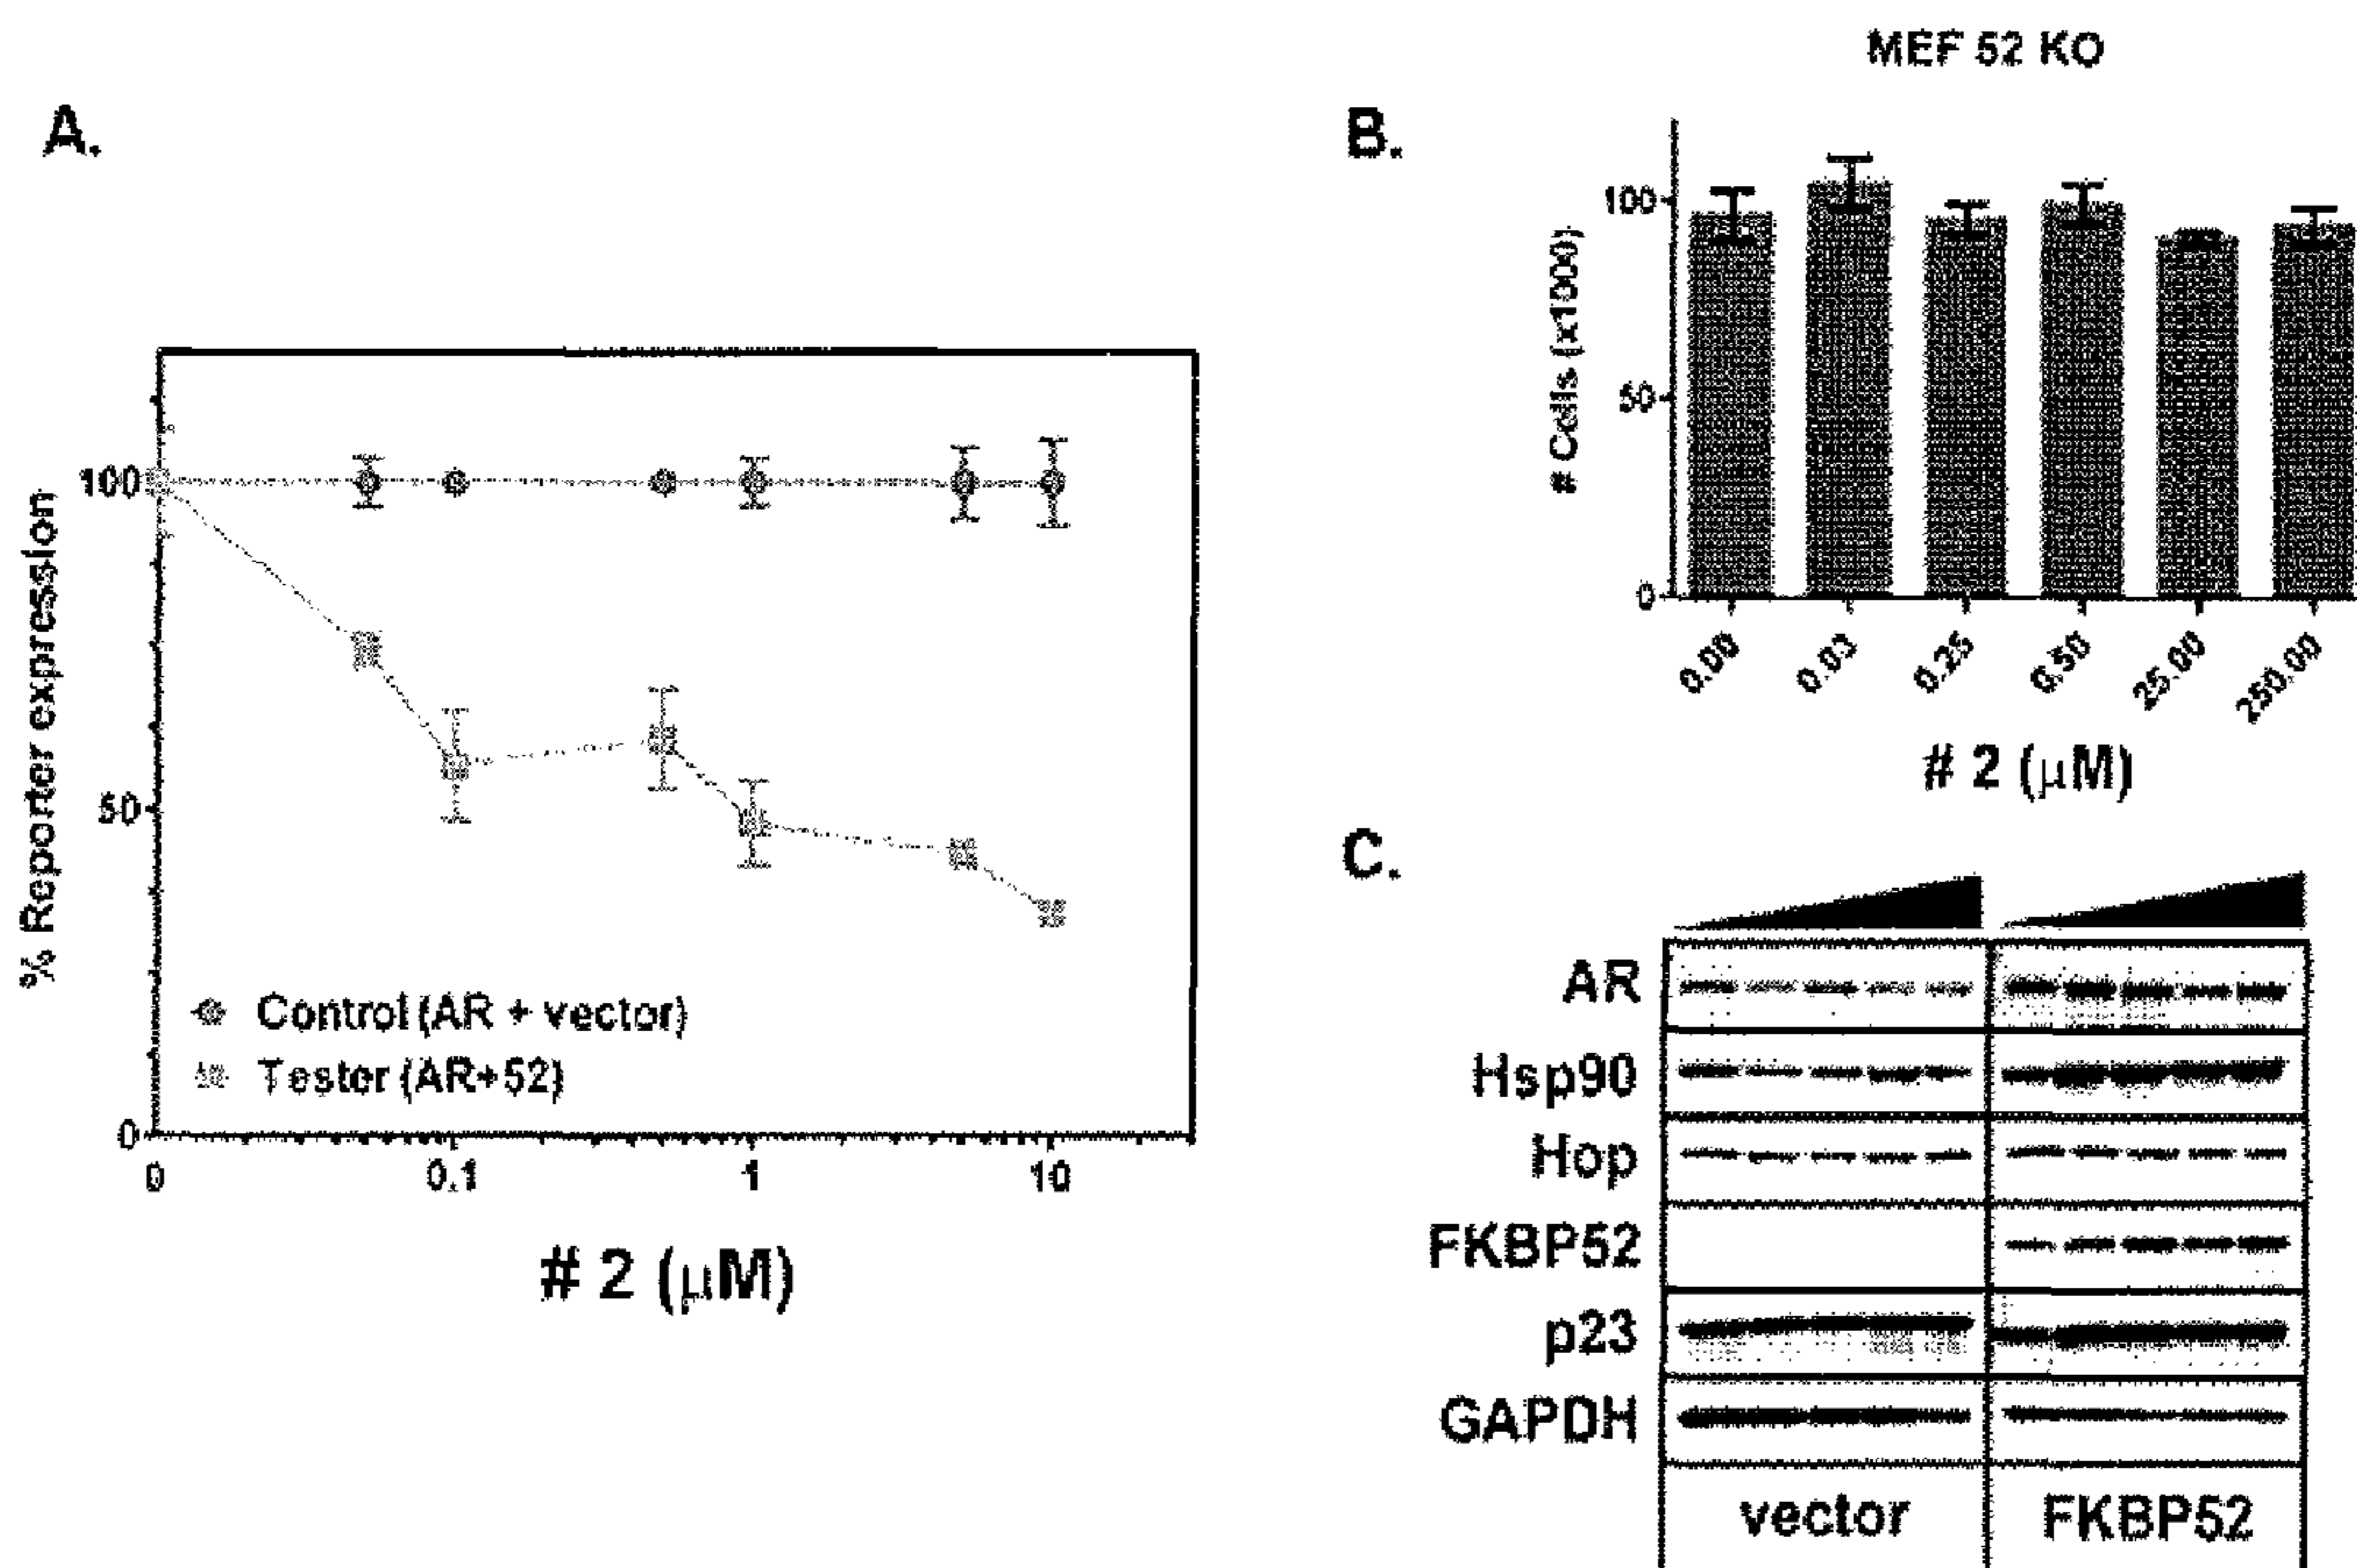 A.
% Reporter expression
100
50
0
Control (AR + vector)
Tester (AR+52)
0 0.1 1 10
# 2 (μM)
MEF 52 KO
B.
# Cells (x1000)
100
50
0
0.00 0.03 0.25 0.50 25.00 250.00
# 2 (μM)
C.
AR
Hsp90
Hop
FKBP52
p23
GAPDH
vector FKBP52